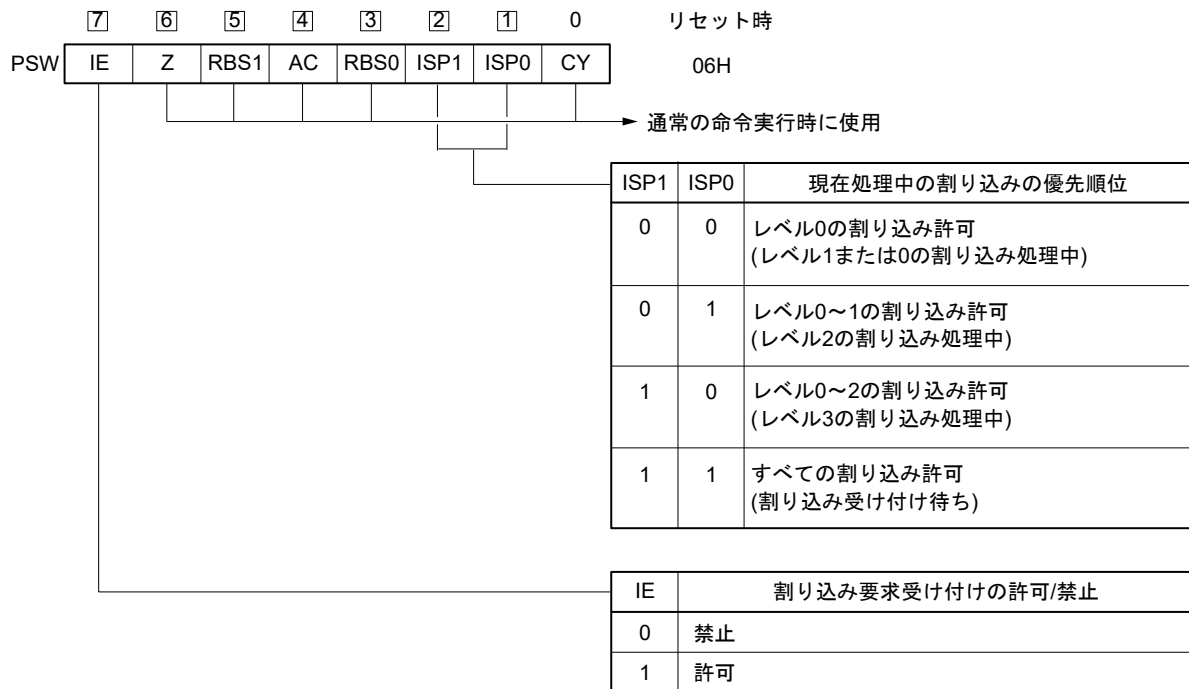 7 6 5 4 3 2 1 0 リセット時
PSW IE Z RBS1 AC RBS0 ISP1 ISP0 CY 06H
通常の命令実行時に使用
ISP1 ISP0 現在処理中の割り込みの優先順位
0 0 レベル0の割り込み許可
(レベル1または0の割り込み処理中)
0 1 レベル0～1の割り込み許可
(レベル2の割り込み処理中)
1 0 レベル0～2の割り込み許可
(レベル3の割り込み処理中)
1 1 すべての割り込み許可
(割り込み受け付け待ち)
IE 割り込み要求受け付けの許可/禁止
0 禁止
1 許可